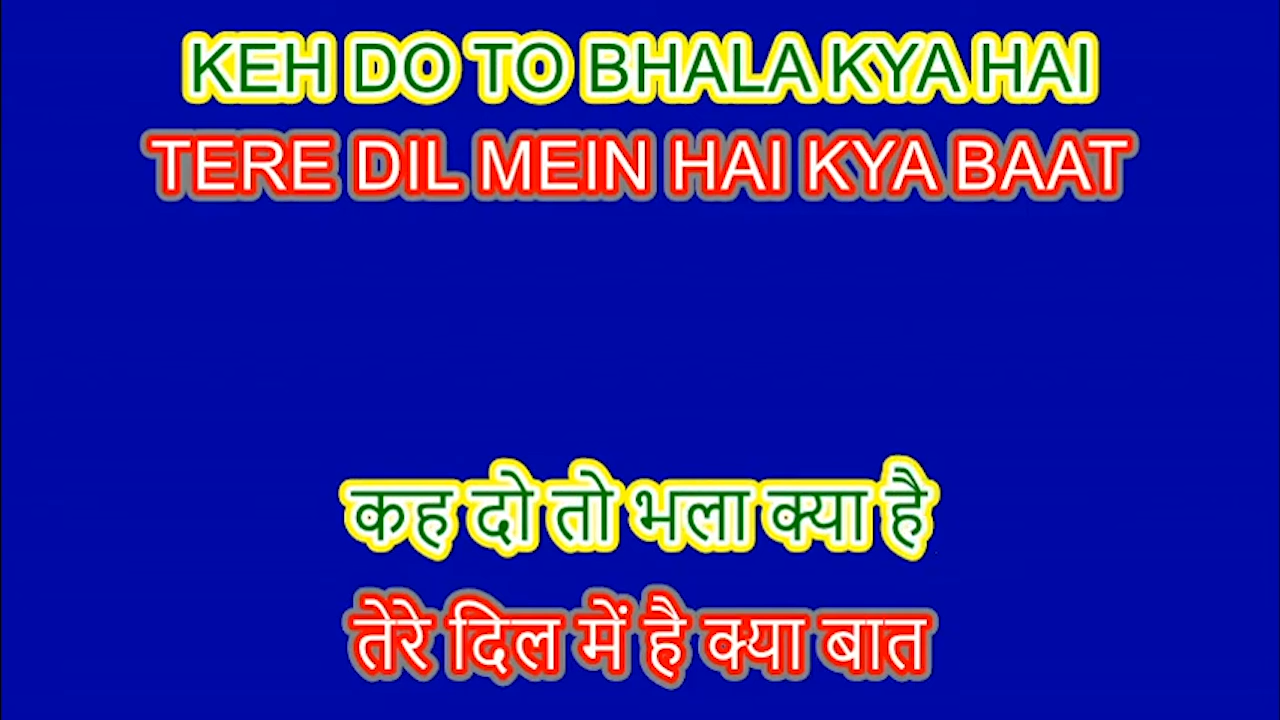 KEH DO TO BHALA KYA HAI
TERE DIL MEIN HAI KYA BAAT
कह दो तो भला क्या है
तेरे दिल में है क्या बात